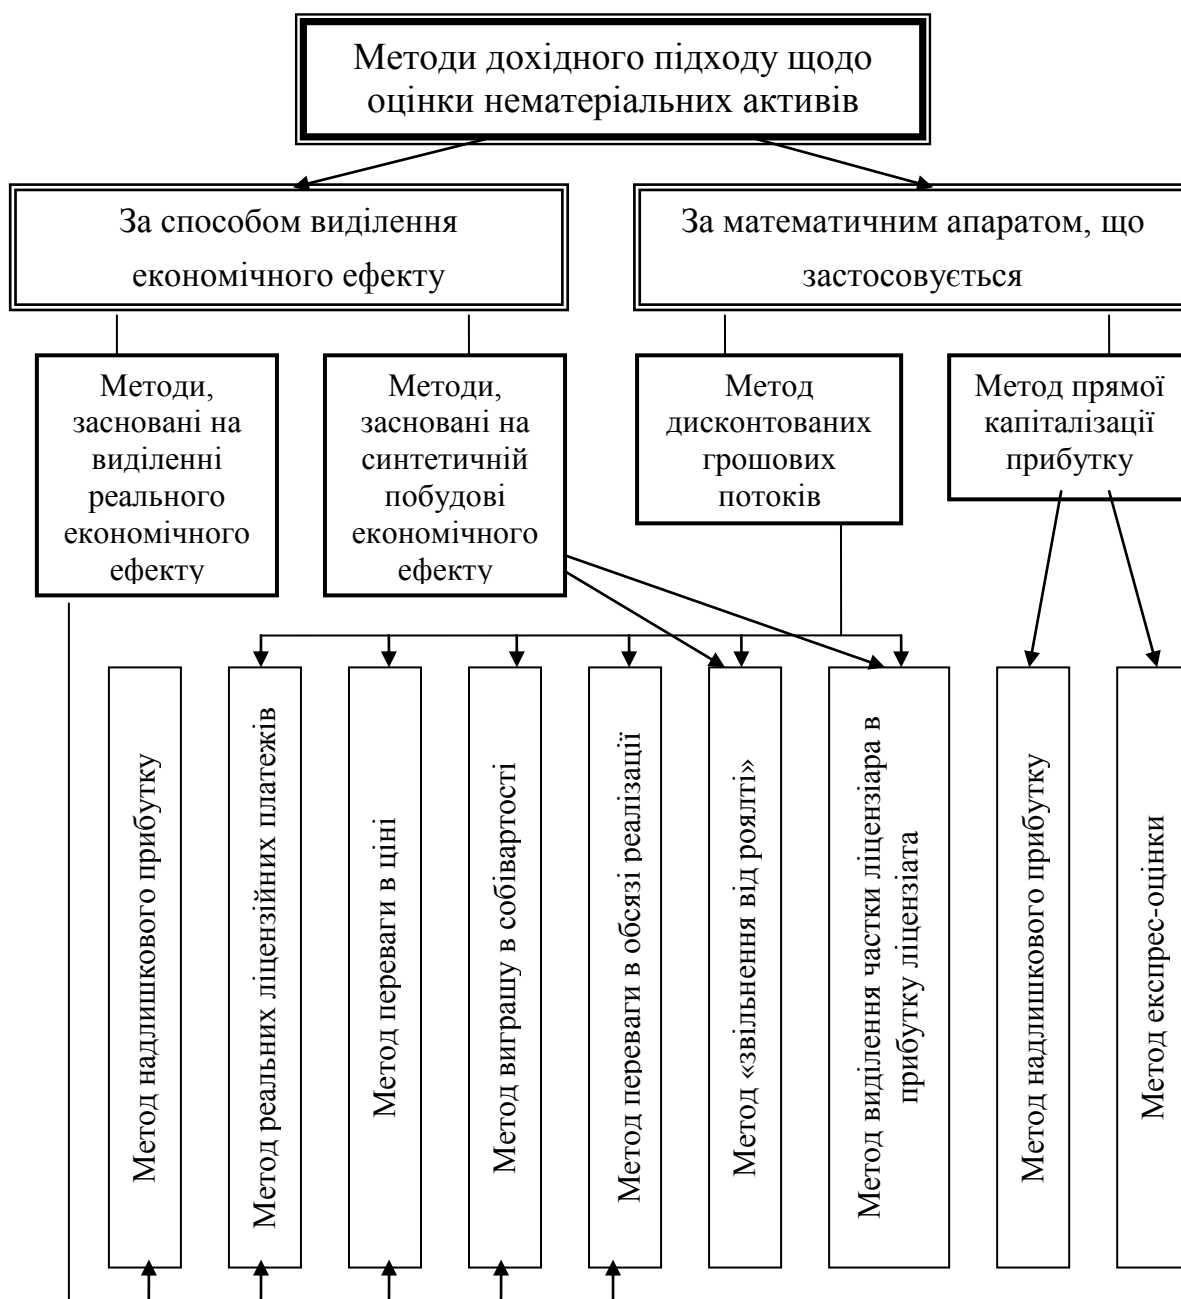 Методи дохідного підходу щодо
оцінки нематеріальних активів
За способом виділення
економічного ефекту
За математичним апаратом, що
застосовується
Методи,
засновані на
виділенні
реального
економічного
ефекту
Методи,
засновані на
синтетичній
побудові
економічного
ефекту
Метод
дисконтованих
грошових
потоків
Метод прямої
капіталізації
прибутку
Метод надлишкового прибутку
Метод реальних ліцензійних платежів
Метод переваги в ціні
Метод виграшу в собівартості
Метод переваги в обсязі реалізації
Метод «звільнення від роялті»
Метод виділення частки ліцензіара в
прибутку ліцензіата
Метод надлишкового прибутку
Метод експрес-оцінки